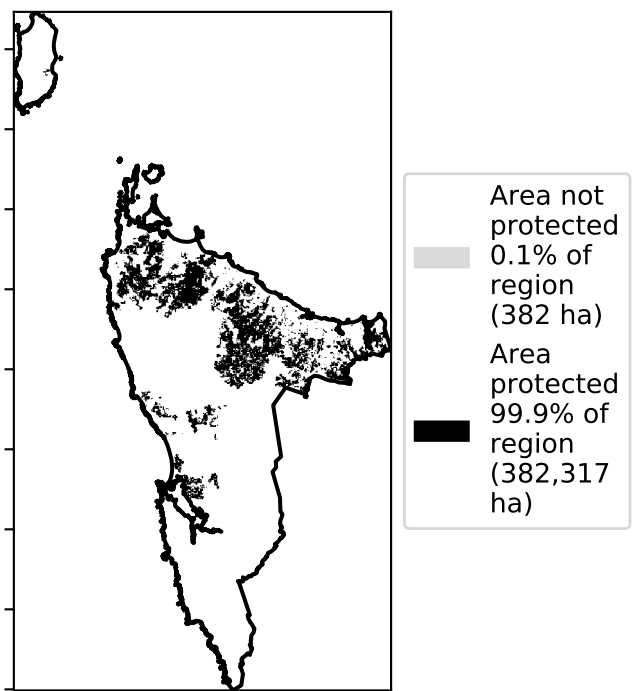 Area not
protected
0.1% of
region
(382 ha)
Area
protected
99.9% of
region
(382,317
ha)